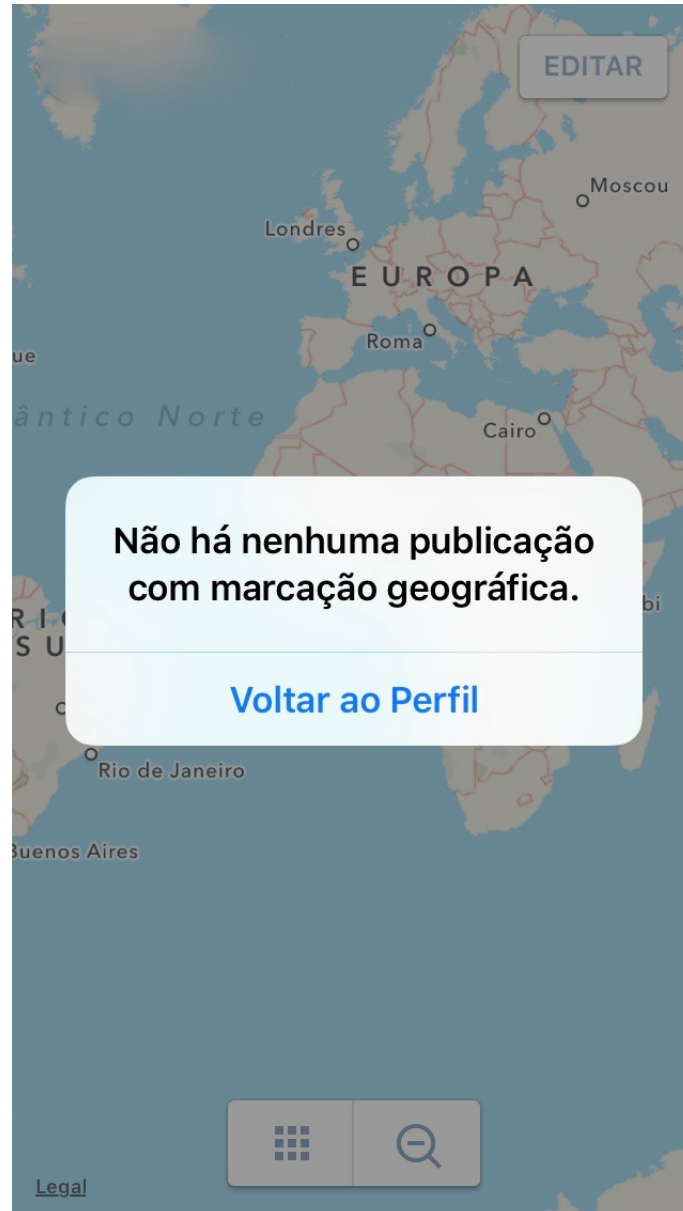 EDITAR
Moscou
Londres
EUROPA
Roma
ue
ântico Norte
Cairo
Não há nenhuma publicação
com marcação geográfica.
bi
R I
S U
Voltar ao Perfil
Rio de Janeiro
Buenos Aires
Legal